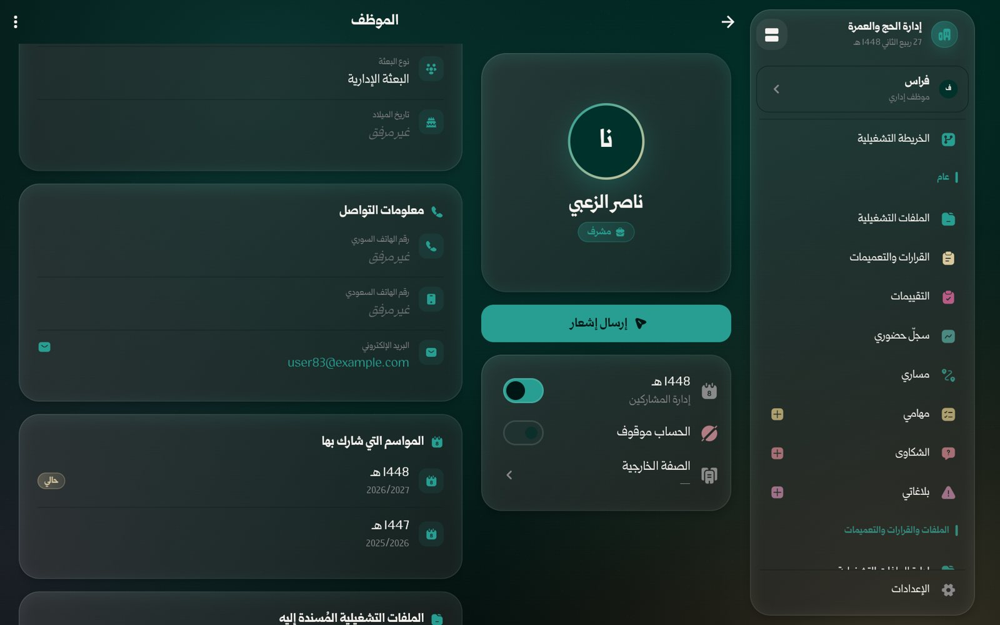 إدارة الحج والعمرة
27 ربيع الثاني 1448 هـ
ف
فراس
موظف إداري
الخريطة التشغيلية
عام
الملفات التشغيلية
القرارات والتعميمات
التقييمات
سجلّ حضوري
مساري
مهامي
الشكاوى
بلاغاتي
الملفات والقرارات والتعميمات
إدارة الملفات التشغيلية
الإعدادات
الموظف
نا
ناصر الزعبي
مشرف
إرسال إشعار
1448 هـ
إدارة المشاركين
الحساب موقوف
الصفة الخارجية
—
نوع البعثة
البعثة الإدارية
تاريخ الميلاد
غير مرفق
معلومات التواصل
رقم الهاتف السوري
غير مرفق
رقم الهاتف السعودي
غير مرفق
البريد الإلكتروني
user83@example.com
المواسم التي شارك بها
1448 هـ
2026/2027
حالي
1447 هـ
2025/2026
الملفات التشغيلية المُسندة إليه